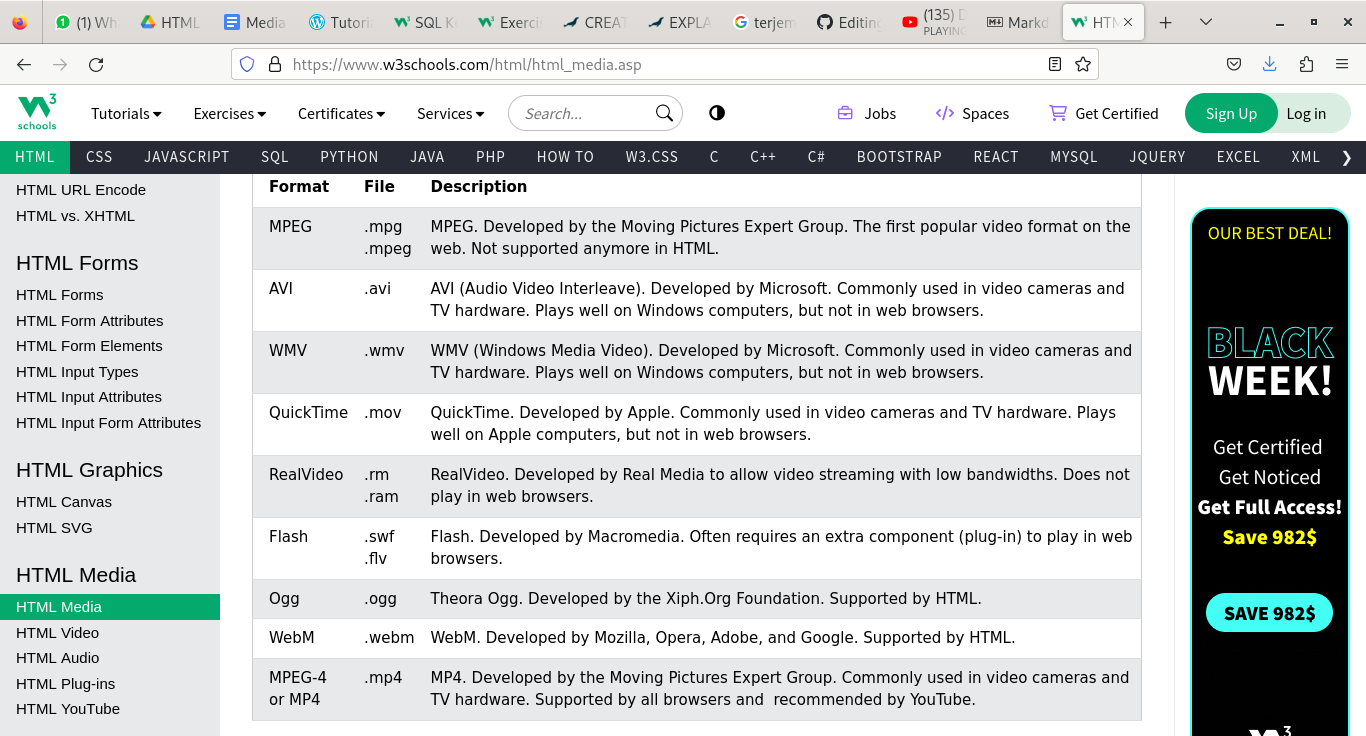 (1) Wh
HTML
Media
Tutori
SQL K
Exerci
CREAT
EXPLA
terjem
Editing
(135) D
PLAYING
Markd
HTM
https://www.w3schools.com/html/html_media.asp
W3 schools
Tutorials Exercises Certificates Services Search... Jobs Spaces Get Certified Sign Up Log in
HTML CSS JAVASCRIPT SQL PYTHON JAVA PHP HOW TO W3.CSS C C++ C# BOOTSTRAP REACT MYSQL JQUERY EXCEL XML
HTML URL Encode
HTML vs. XHTML
HTML Forms
HTML Forms
HTML Form Attributes
HTML Form Elements
HTML Input Types
HTML Input Attributes
HTML Input Form Attributes
HTML Graphics
HTML Canvas
HTML SVG
HTML Media
HTML Media
HTML Video
HTML Audio
HTML Plug-ins
HTML YouTube
Format File Description
MPEG .mpg MPEG. Developed by the Moving Pictures Expert Group. The first popular video format on the
.mpeg web. Not supported anymore in HTML.
AVI .avi AVI (Audio Video Interleave). Developed by Microsoft. Commonly used in video cameras and
TV hardware. Plays well on Windows computers, but not in web browsers.
WMV .wmv WMV (Windows Media Video). Developed by Microsoft. Commonly used in video cameras and
TV hardware. Plays well on Windows computers, but not in web browsers.
QuickTime .mov QuickTime. Developed by Apple. Commonly used in video cameras and TV hardware. Plays
well on Apple computers, but not in web browsers.
RealVideo .rm RealVideo. Developed by Real Media to allow video streaming with low bandwidths. Does not
.ram play in web browsers.
Flash .swf Flash. Developed by Macromedia. Often requires an extra component (plug-in) to play in web
.flv browsers.
Ogg .ogg Theora Ogg. Developed by the Xiph.Org Foundation. Supported by HTML.
WebM .webm WebM. Developed by Mozilla, Opera, Adobe, and Google. Supported by HTML.
MPEG-4 .mp4 MP4. Developed by the Moving Pictures Expert Group. Commonly used in video cameras and
or MP4 TV hardware. Supported by all browsers and recommended by YouTube.
OUR BEST DEAL!
BLACK
WEEK!
Get Certified
Get Noticed
Get Full Access!
Save 982$
SAVE 982$
W3